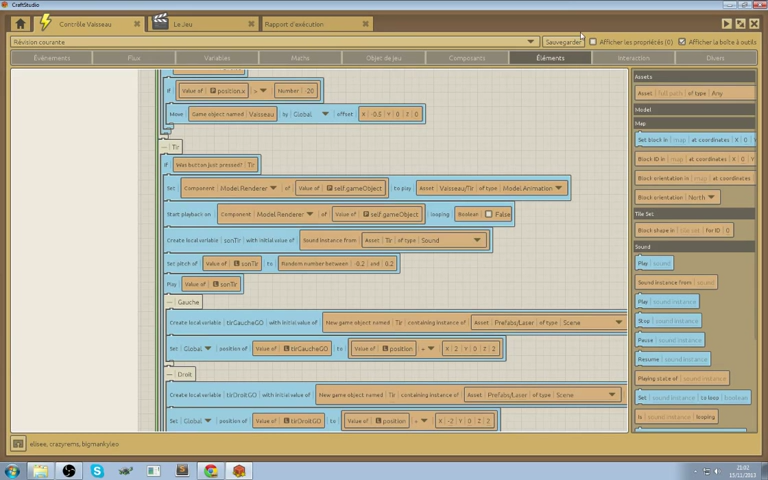 CraftStudio
Contrôle Vaisseau
Le Jeu
Rapport d'exécution
Révision courante
Sauvegarder
Afficher les propriétés (0)
Afficher la boîte à outils
Événements
Flux
Variables
Maths
Objet de jeu
Composants
Éléments
Interaction
Divers
If Value of position.x > Number -20
Move Game object named Vaisseau by Global offset X -0.5 Y 0 Z 0
Tir
If Was button just pressed? Tir
Set Component Model Renderer of Value of self.gameObject to play Asset Vaisseau/Tir of type Model Animation
Start playback on Component Model Renderer of Value of self.gameObject looping Boolean False
Create local variable sonTir with initial value of Sound instance from Asset Tir of type Sound
Set pitch of Value of L sonTir to Random number between -0.2 and 0.2
Play Value of L sonTir
Gauche
Create local variable tirGaucheGO with initial value of New game object named Tir containing instance of Asset Prefabs/Laser of type Scene
Set Global position of Value of L tirGaucheGO to Value of L position + X 2 Y 0 Z 2
Droit
Create local variable tirDroitGO with initial value of New game object named Tir containing instance of Asset Prefabs/Laser of type Scene
Set Global position of Value of L tirDroitGO to Value of L position + X -2 Y 0 Z 2
Assets
Asset full path of type Any
Model
Map
Set block in map at coordinates X 0
Block ID in map at coordinates X 0
Block orientation in map at coordinates
Block orientation North
Tile Set
Block shape in tile set for ID 0
Sound
Play sound
Sound instance from sound
Play sound instance
Stop sound instance
Pause sound instance
Resume sound instance
Playing state of sound instance
Set sound instance to loop boolean
Is sound instance looping
elisee, crazyrems, bigmankyleo
21:02
15/12/2013